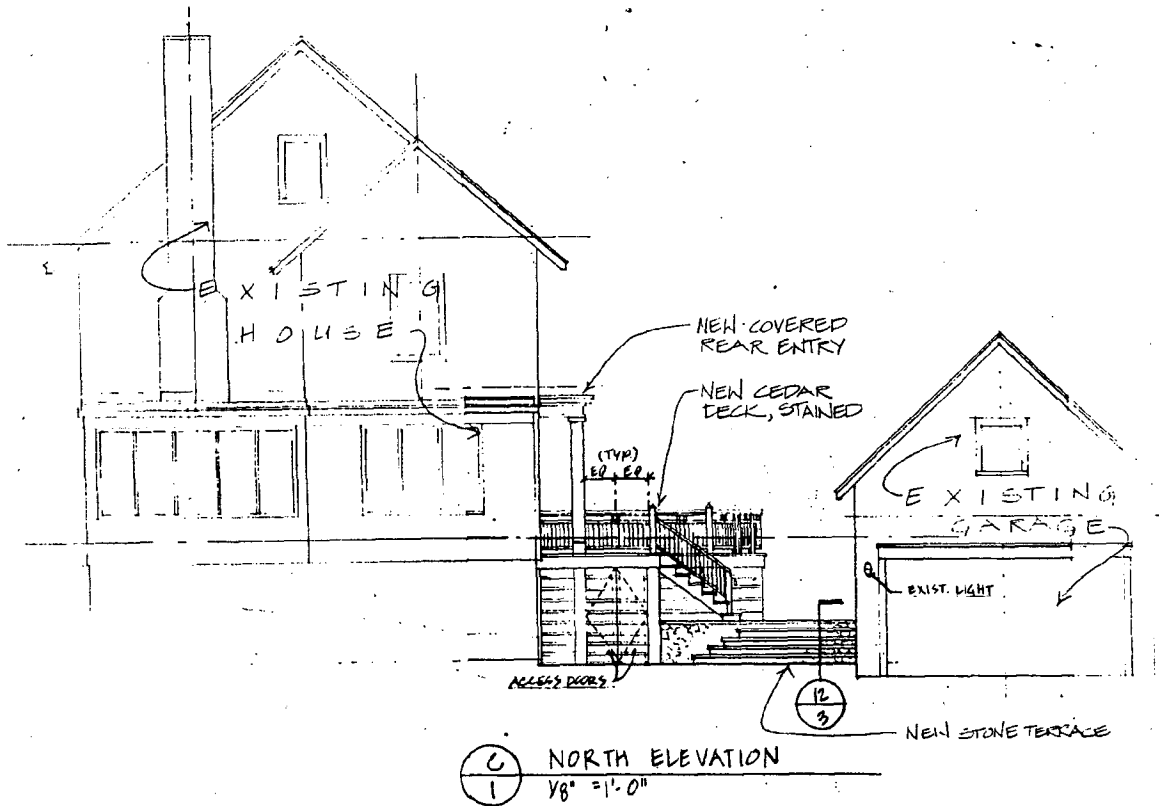 EXISTING
HOUSE
NEW COVERED
REAR ENTRY
NEW CEDAR
DECK, STAINED
(TYP.)
EQ EQ
EXISTING
GARAGE
EXIST. LIGHT
ACCESS DOORS
12
3
NEW STONE TERRACE
C
1
NORTH ELEVATION
1/8" = 1'-0"